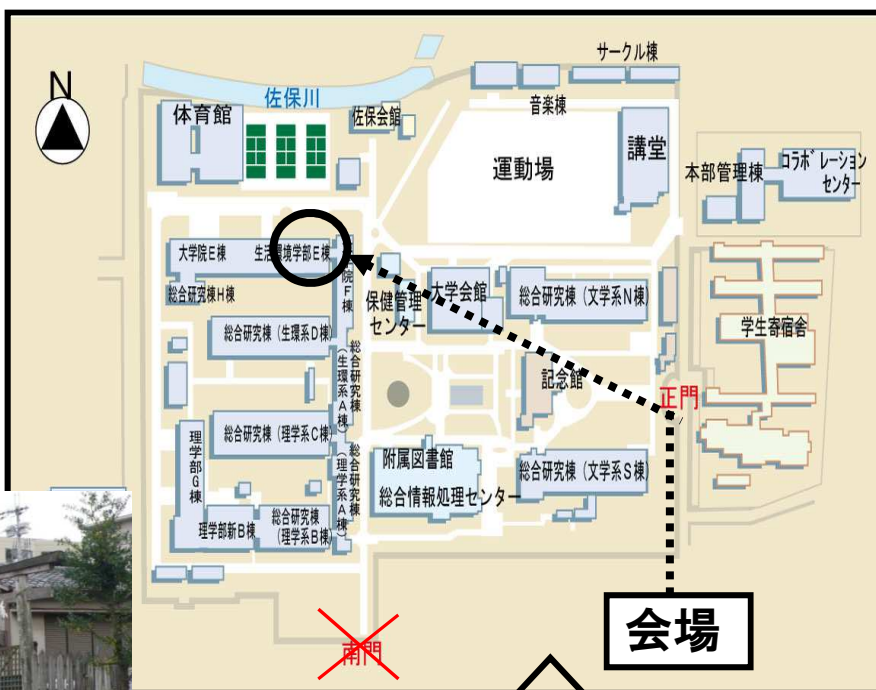 サークル棟
N
佐保川
音楽棟
体育館
佐保会館
講堂
運動場
本部管理棟
コラボレーション
センター
大学院E棟
生活環境学部E棟
院F棟
総合研究棟H棟
保健管理
センター
大学会館
総合研究棟(文学系N棟)
学生寄宿舎
総合研究棟(生環系D棟)
総合研究棟
(生環系A棟)
記念館
正門
総合研究棟(理学系C棟)
理学部G棟
総合研究棟
(理学系A棟)
附属図書館
総合情報処理センター
総合研究棟(文学系S棟)
理学部新B棟
総合研究棟
(理学系B棟)
会場
南門